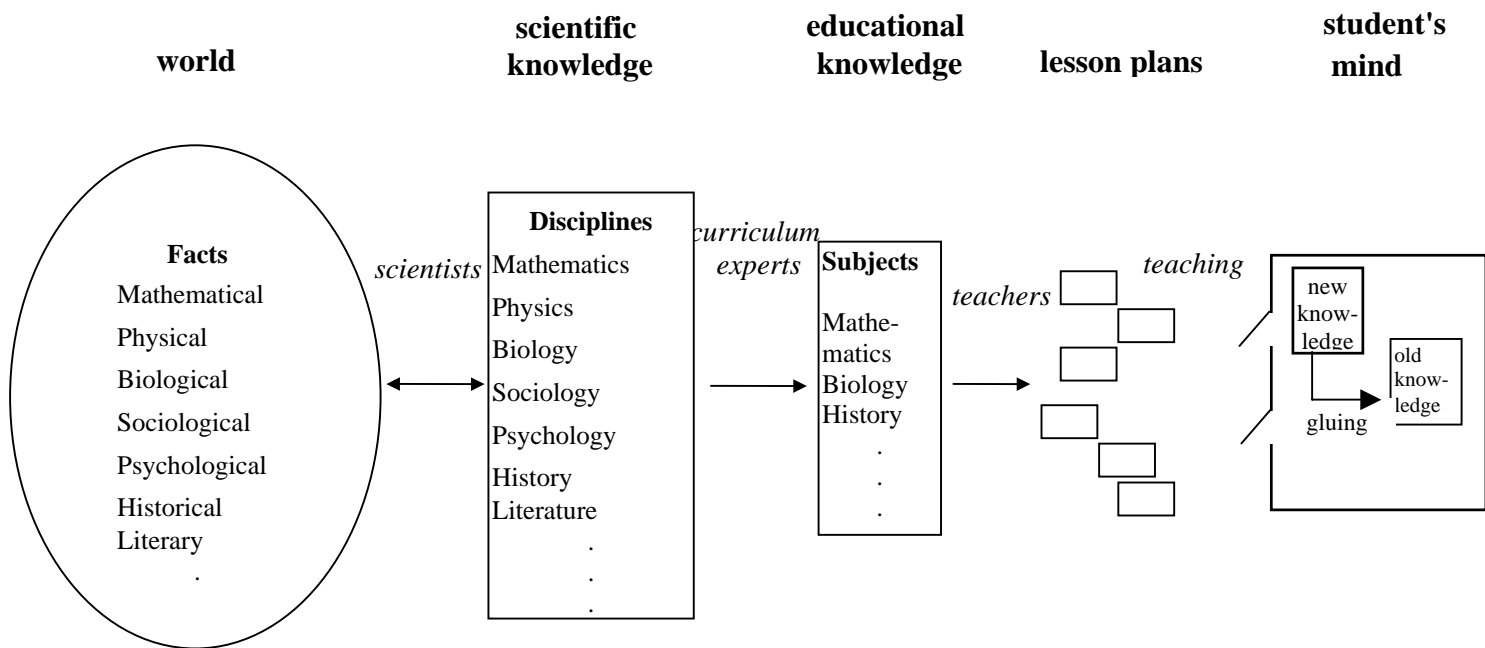 world
scientific
knowledge
educational
knowledge
lesson plans
student's
mind
Facts
Mathematical
Physical
Biological
Sociological
Psychological
Historical
Literary
.
scientists
Disciplines
Mathematics
Physics
Biology
Sociology
Psychology
History
Literature
.
.
.
curriculum
experts
Subjects
Mathe-
matics
Biology
History
.
.
.
teachers
teaching
new
know-
ledge
old
know-
ledge
gluing